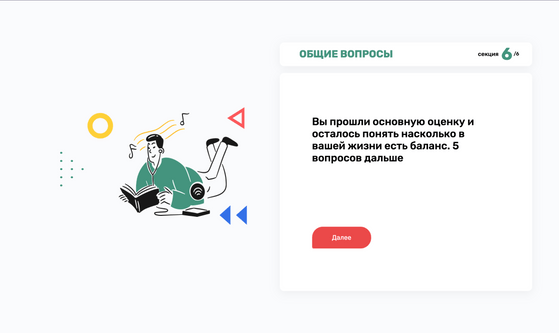 ОБЩИЕ ВОПРОСЫ
секция 6/6
Вы прошли основную оценку и
осталось понять насколько в
вашей жизни есть баланс. 5
вопросов дальше
Далее